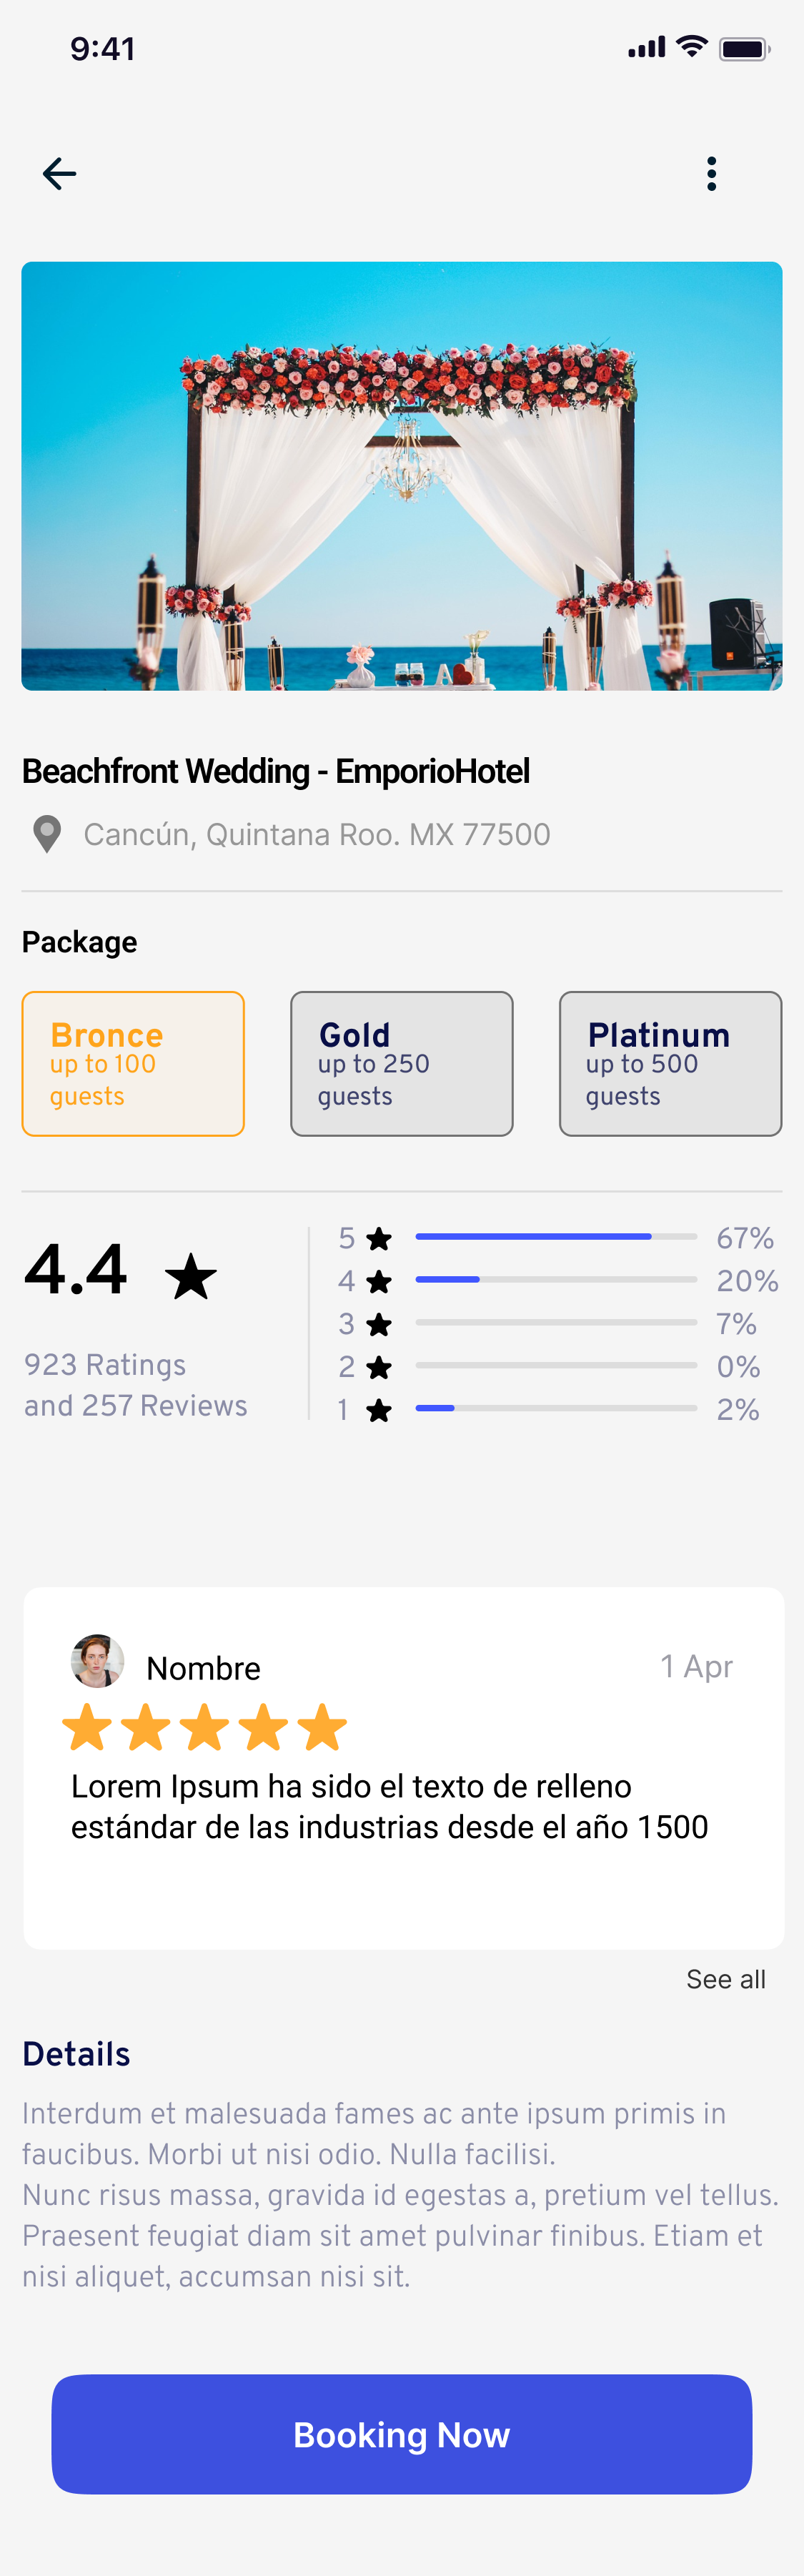 9:41
Beachfront Wedding - EmporioHotel
Cancún, Quintana Roo. MX 77500
Package
Bronce
up to 100
guests
Gold
up to 250
guests
Platinum
up to 500
guests
4.4
923 Ratings
and 257 Reviews
5 67%
4 20%
3 7%
2 0%
1 2%
Nombre 1 Apr
Lorem Ipsum ha sido el texto de relleno
estándar de las industrias desde el año 1500
See all
Details
Interdum et malesuada fames ac ante ipsum primis in
faucibus. Morbi ut nisi odio. Nulla facilisi.
Nunc risus massa, gravida id egestas a, pretium vel tellus.
Praesent feugiat diam sit amet pulvinar finibus. Etiam et
nisi aliquet, accumsan nisi sit.
Booking Now